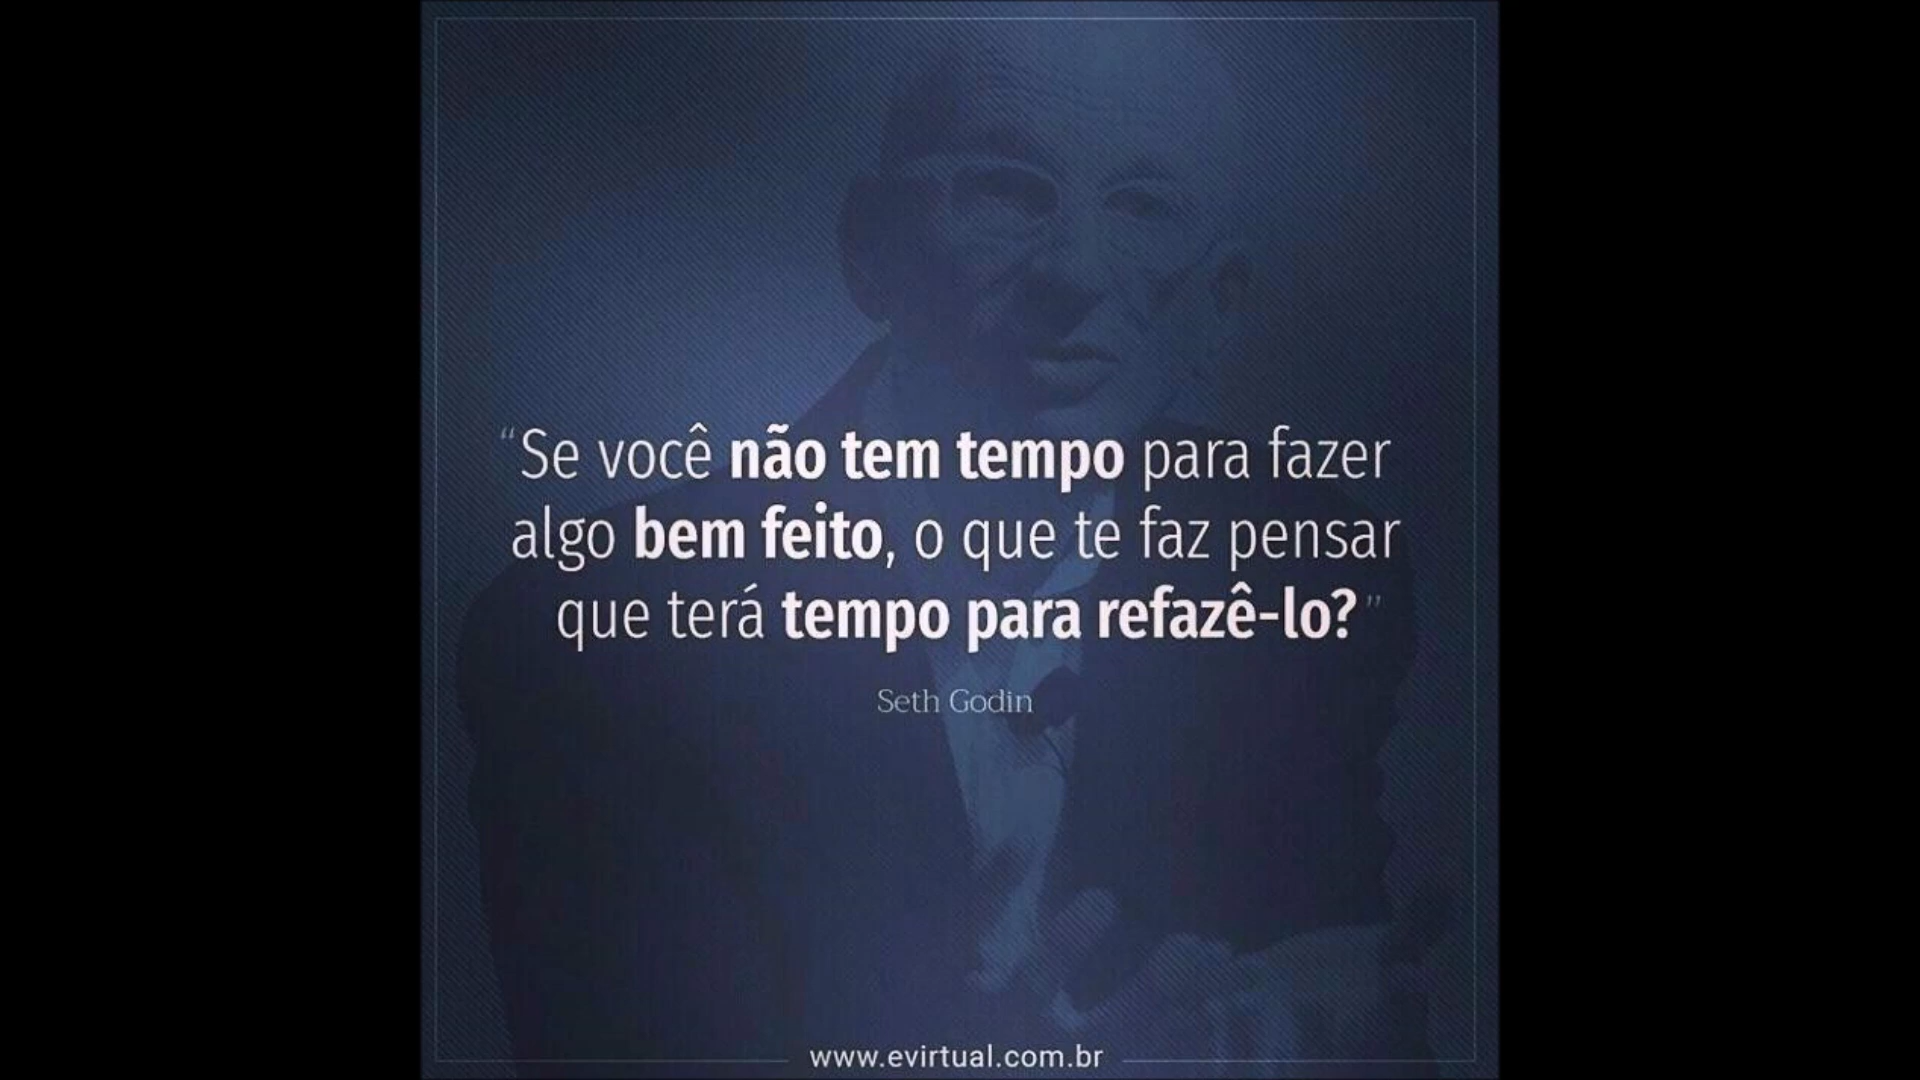 “Se você não tem tempo para fazer
algo bem feito, o que te faz pensar
que terá tempo para refazê-lo?”
Seth Godin
www.evirtual.com.br